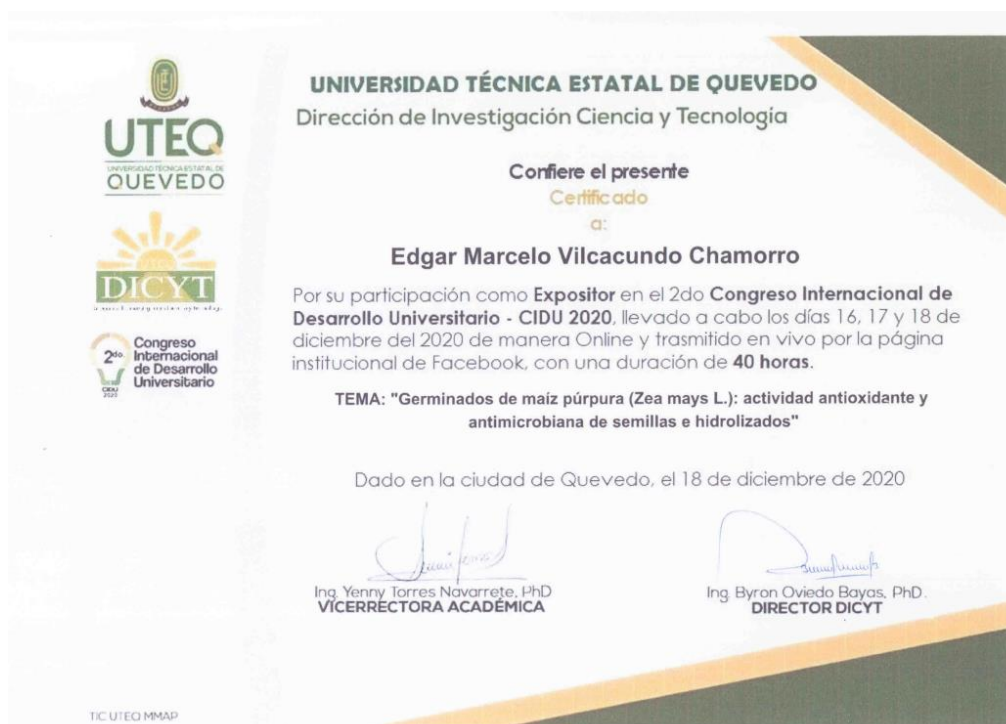 UTEQ
UNIVERSIDAD TÉCNICA ESTATAL DE
QUEVEDO
DICYT
2do.
CIDU
2020
Congreso
Internacional
de Desarrollo
Universitario
UNIVERSIDAD TÉCNICA ESTATAL DE QUEVEDO
Dirección de Investigación Ciencia y Tecnología
Confiere el presente
Certificado
a:
Edgar Marcelo Vilcacundo Chamorro
Por su participación como Expositor en el 2do Congreso Internacional de
Desarrollo Universitario - CIDU 2020, llevado a cabo los días 16, 17 y 18 de
diciembre del 2020 de manera Online y trasmitido en vivo por la página
institucional de Facebook, con una duración de 40 horas.
TEMA: "Germinados de maíz púrpura (Zea mays L.): actividad antioxidante y
antimicrobiana de semillas e hidrolizados"
Dado en la ciudad de Quevedo, el 18 de diciembre de 2020
Ing. Yenny Torres Navarrete, PhD
VICERRECTORA ACADÉMICA
Ing. Byron Oviedo Bayas, PhD.
DIRECTOR DICYT
TIC UTEQ MMAP